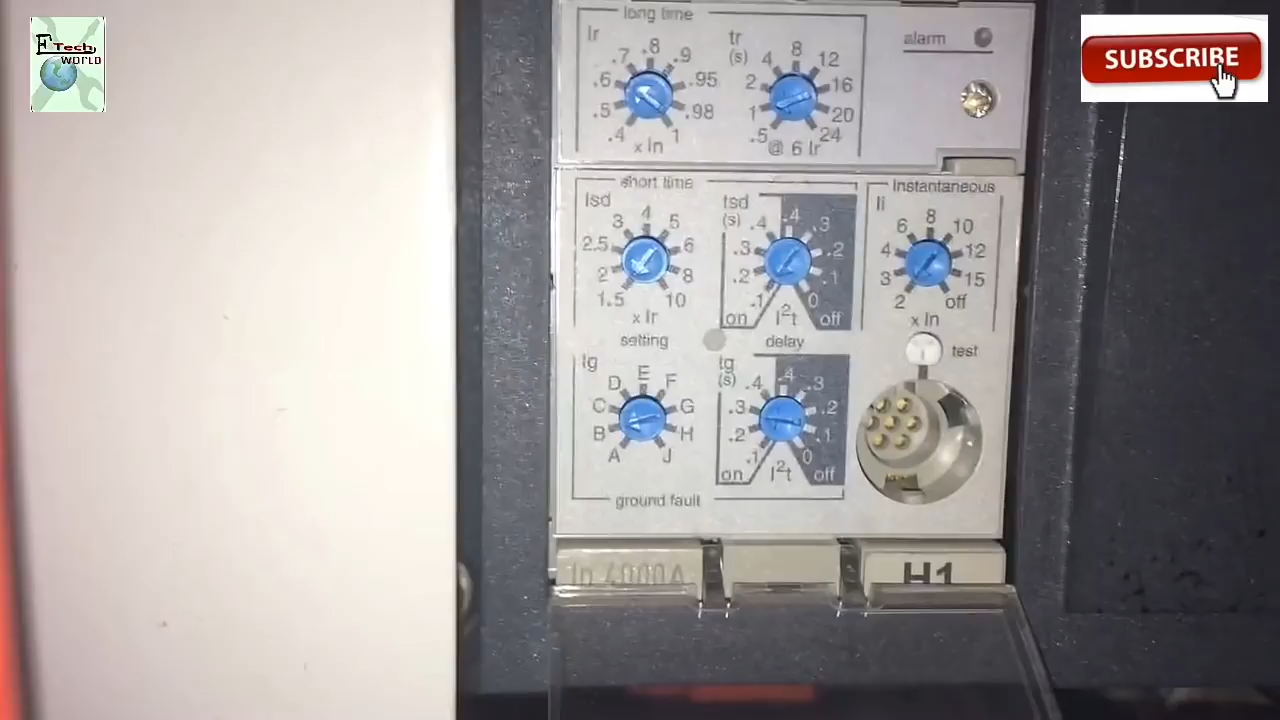 E Tech
WORLD
SUBSCRIBE
long time
Ir
.4 .5 .6 .7 .8 .9 .95 .98 1
x In
tr
(s)
.5 1 2 4 8 12 16 20 24
@ 6 Ir
alarm
short time
Isd
1.5 2 2.5 3 4 5 6 8 10
x Ir
setting
tsd
(s)
.1 .2 .3 .4 .4 .3 .2 .1 0
on I²t off
delay
Instantaneous
Ii
2 3 4 6 8 10 12 15 off
x In
test
Ig
A B C D E F G H J
tg
(s)
.1 .2 .3 .4 .4 .3 .2 .1 0
on I²t off
ground fault
In 4000A
H1